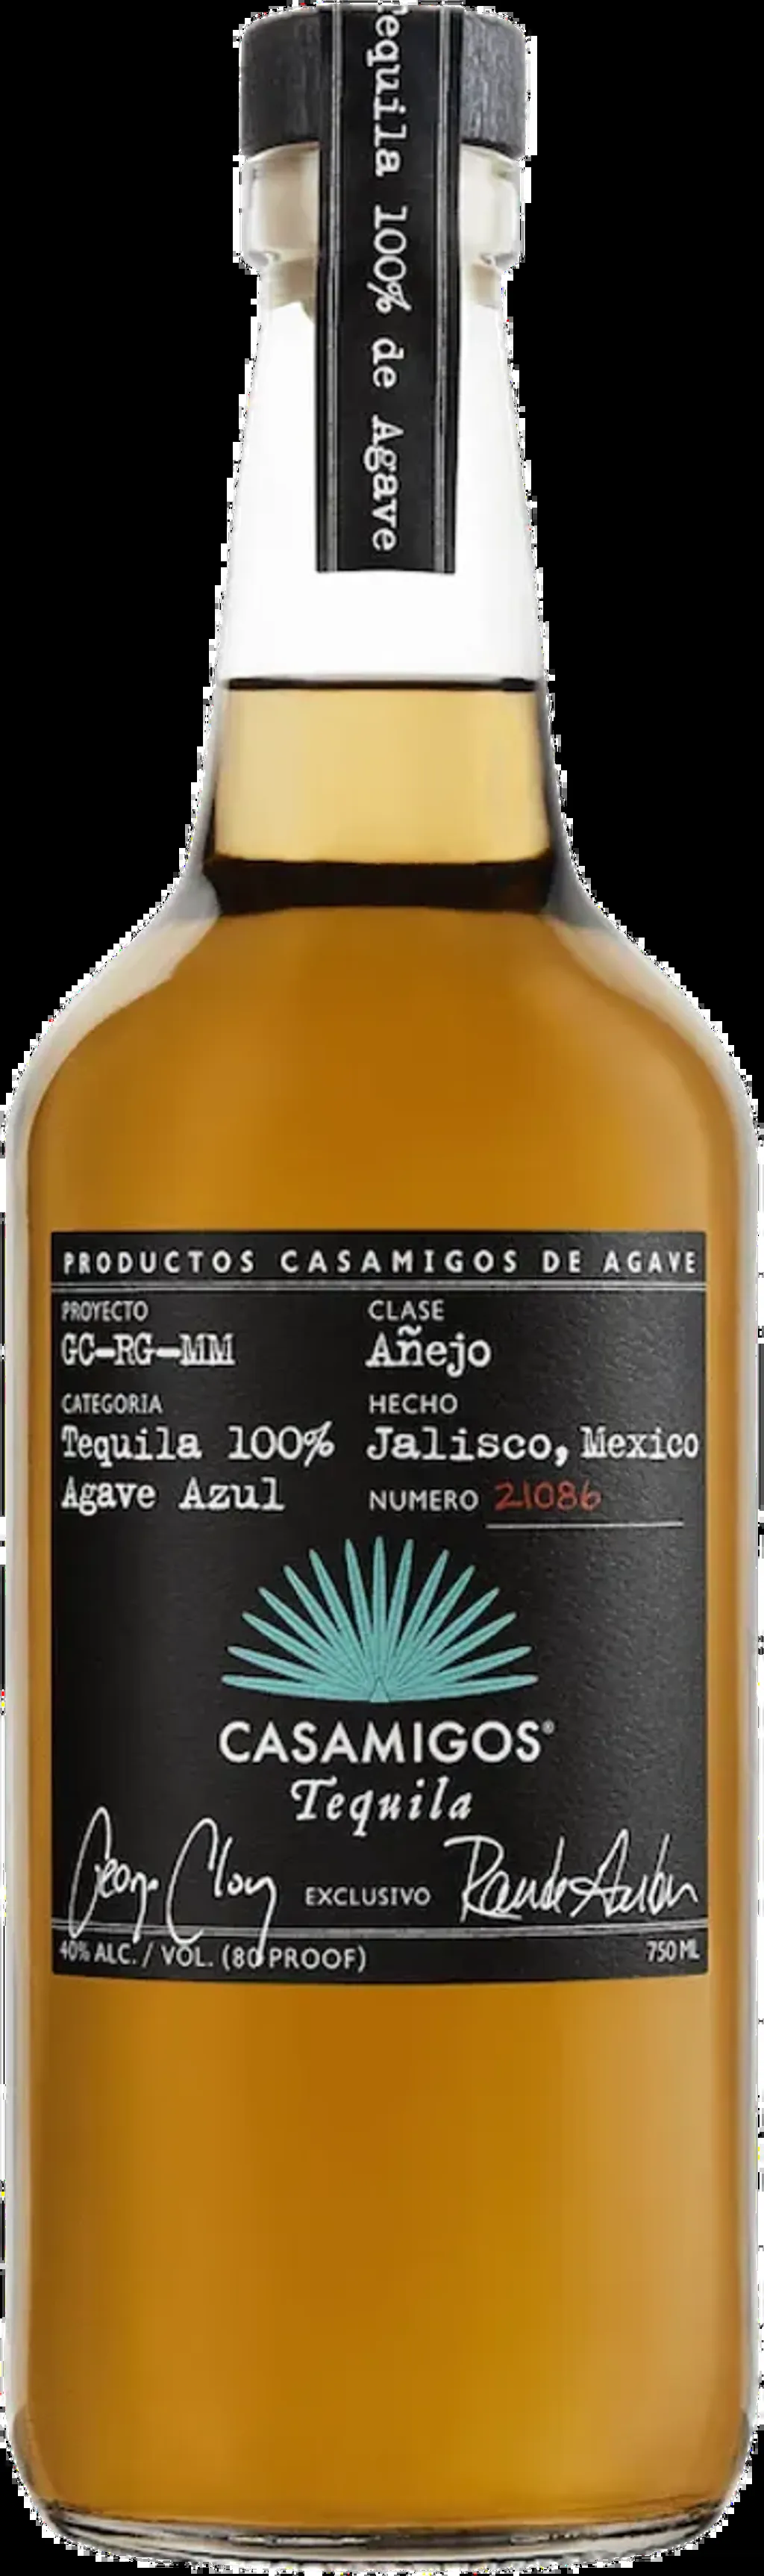 Tequila 100% de Agave
PRODUCTOS CASAMIGOS DE AGAVE
PROYECTO
GC-RG-MM
CLASE
Añejo
CATEGORIA
Tequila 100%
Agave Azul
HECHO
Jalisco, Mexico
NUMERO 21086
CASAMIGOS®
Tequila
EXCLUSIVO
40% ALC. / VOL. (80 PROOF)
750 ML